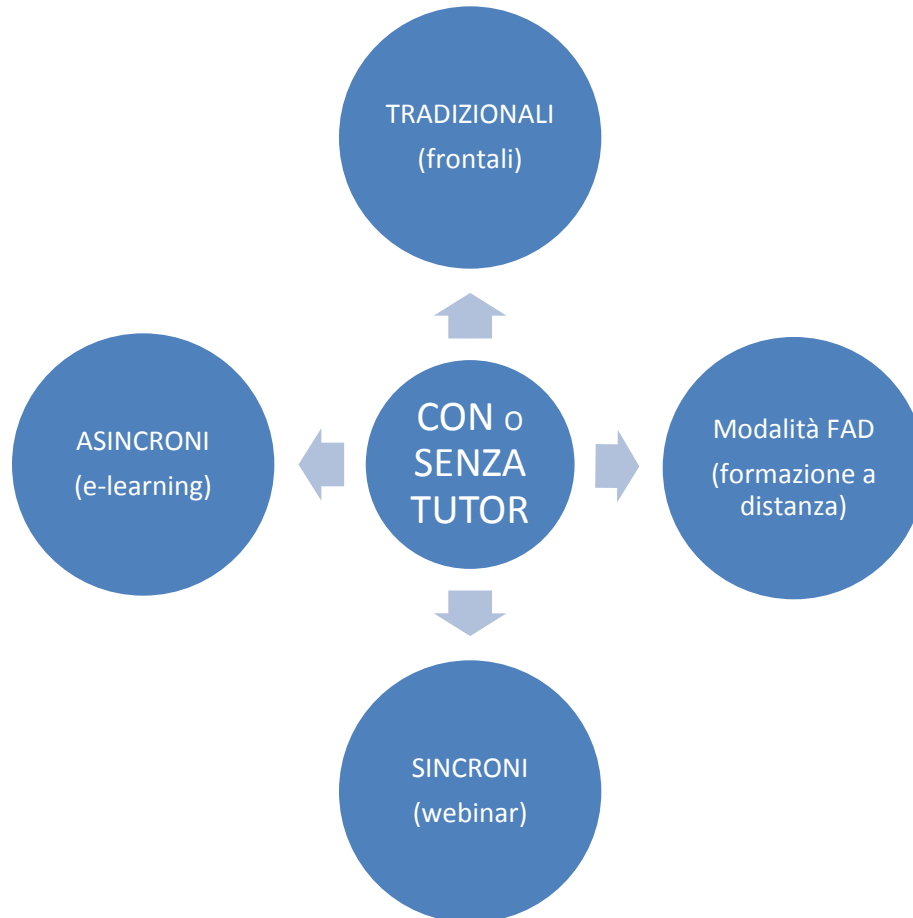 TRADIZIONALI
(frontali)
ASINCRONI
(e-learning)
CON o
SENZA
TUTOR
Modalità FAD
(formazione a
distanza)
SINCRONI
(webinar)